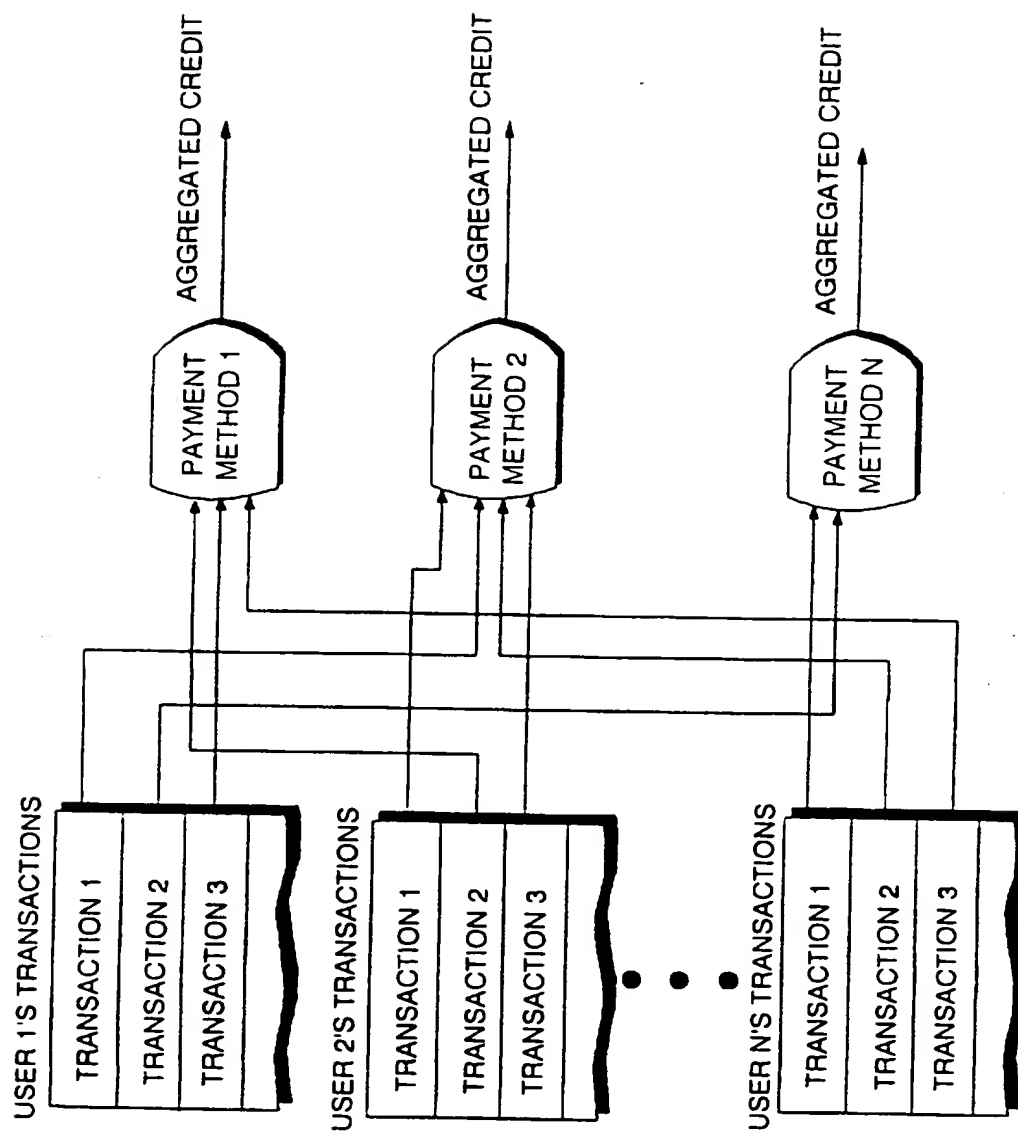 USER 1'S TRANSACTIONS
TRANSACTION 1
TRANSACTION 2
TRANSACTION 3
USER 2'S TRANSACTIONS
TRANSACTION 1
TRANSACTION 2
TRANSACTION 3
USER N'S TRANSACTIONS
TRANSACTION 1
TRANSACTION 2
TRANSACTION 3
PAYMENT
METHOD 1
AGGREGATED CREDIT
PAYMENT
METHOD 2
AGGREGATED CREDIT
PAYMENT
METHOD N
AGGREGATED CREDIT